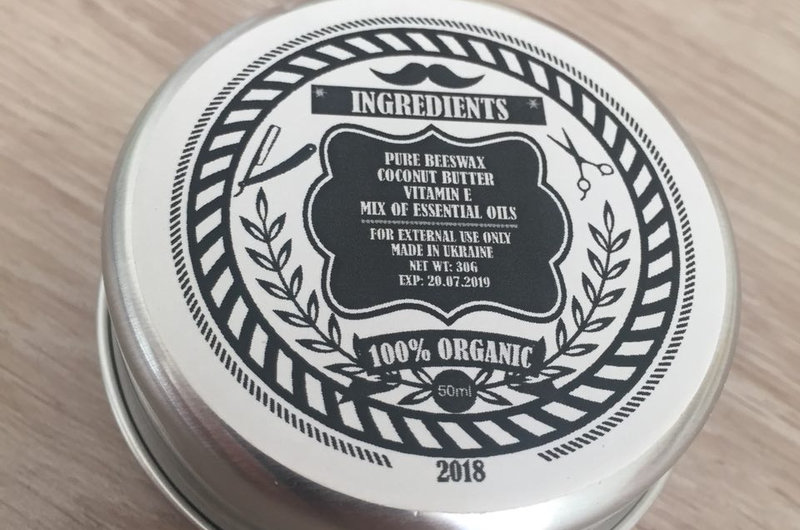 INGREDIENTS
PURE BEESWAX
COCONUT BUTTER
VITAMIN E
MIX OF ESSENTIAL OILS
FOR EXTERNAL USE ONLY
MADE IN UKRAINE
NET WT: 30G
EXP: 20.07.2019
100% ORGANIC
50ml
2018